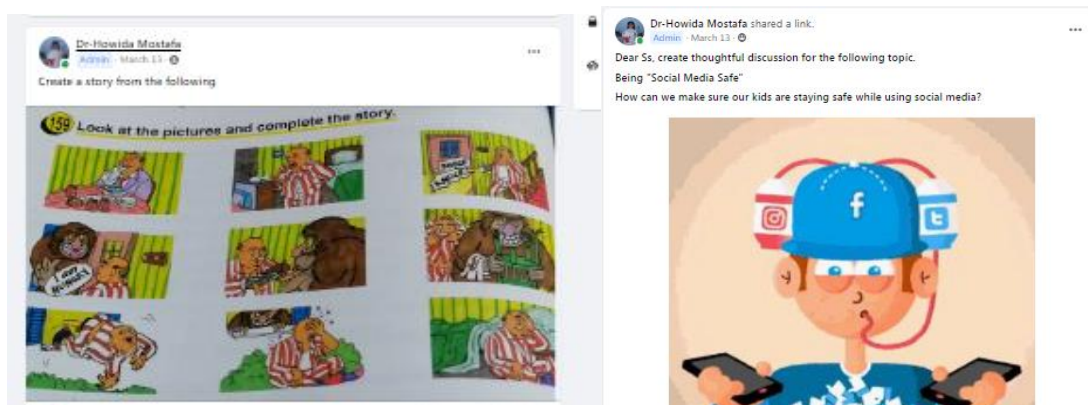 Dr-Howida Mostafa
Admin · March 13 ·
Create a story from the following
159 Look at the pictures and complete the story.
I AM HUNGRY
Dr-Howida Mostafa shared a link.
Admin · March 13 ·
Dear Ss, create thoughtful discussion for the following topic.
Being "Social Media Safe"
How can we make sure our kids are staying safe while using social media?
f
t